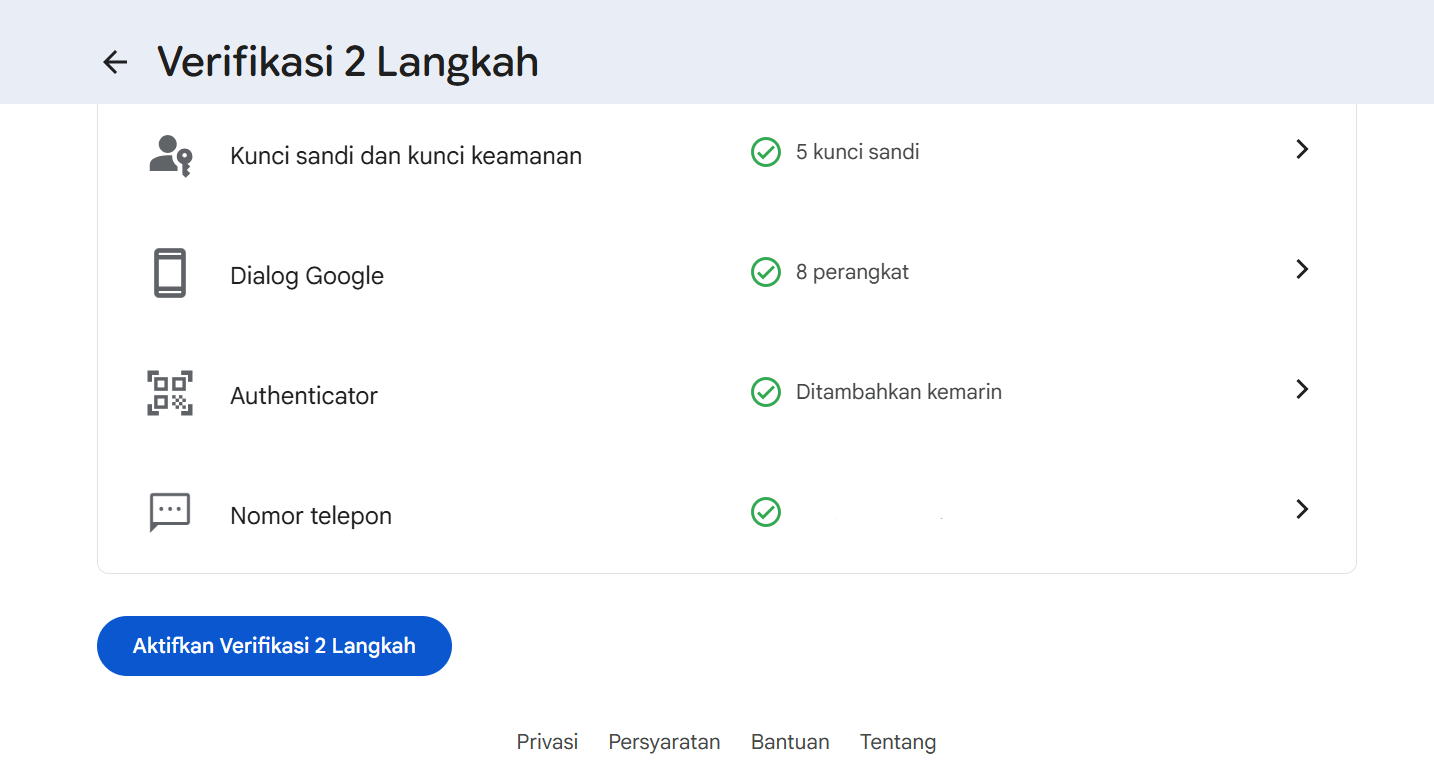 Verifikasi 2 Langkah
Kunci sandi dan kunci keamanan
5 kunci sandi
Dialog Google
8 perangkat
Authenticator
Ditambahkan kemarin
Nomor telepon
Aktifkan Verifikasi 2 Langkah
Privasi Persyaratan Bantuan Tentang